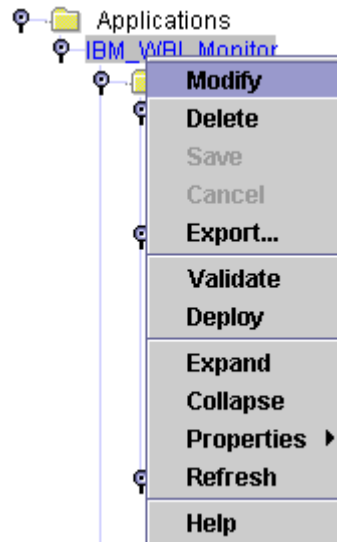 Applications
IBM_WBI_Monitor
Modify
Delete
Save
Cancel
Export...
Validate
Deploy
Expand
Collapse
Properties
Refresh
Help